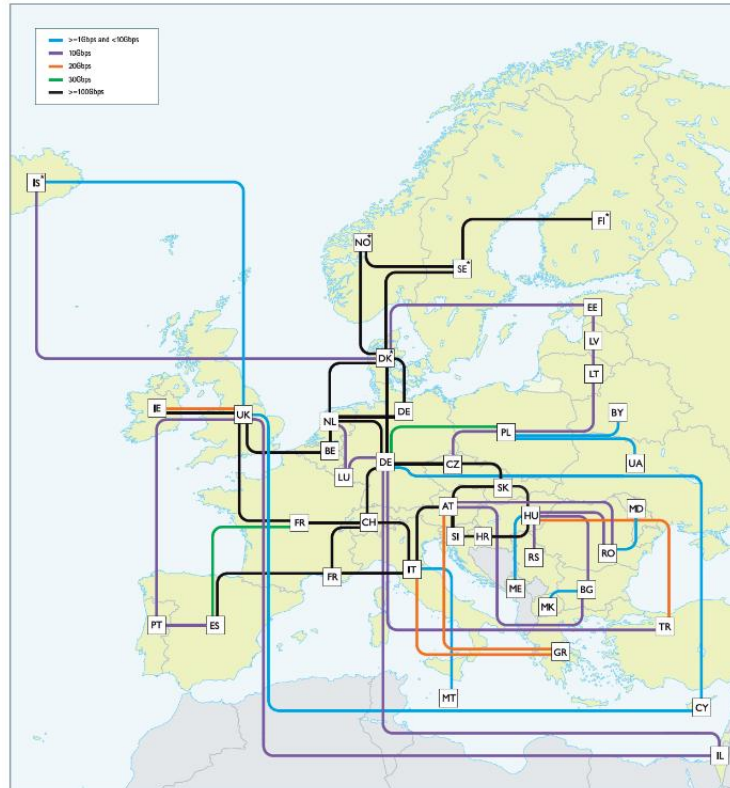 >=1Gbps and <10Gbps
10Gbps
20Gbps
30Gbps
>=100Gbps
IS*
NO*
FI*
SE*
EE
LV
DK*
LT
IE
UK
NL
DE
BY
PL
BE
DE
CZ
UA
LU
SK
AT
MD
FR
CH
HU
SI
HR
RO
RS
FR
IT
ME
BG
MK
PT
ES
TR
GR
MT
CY
IL